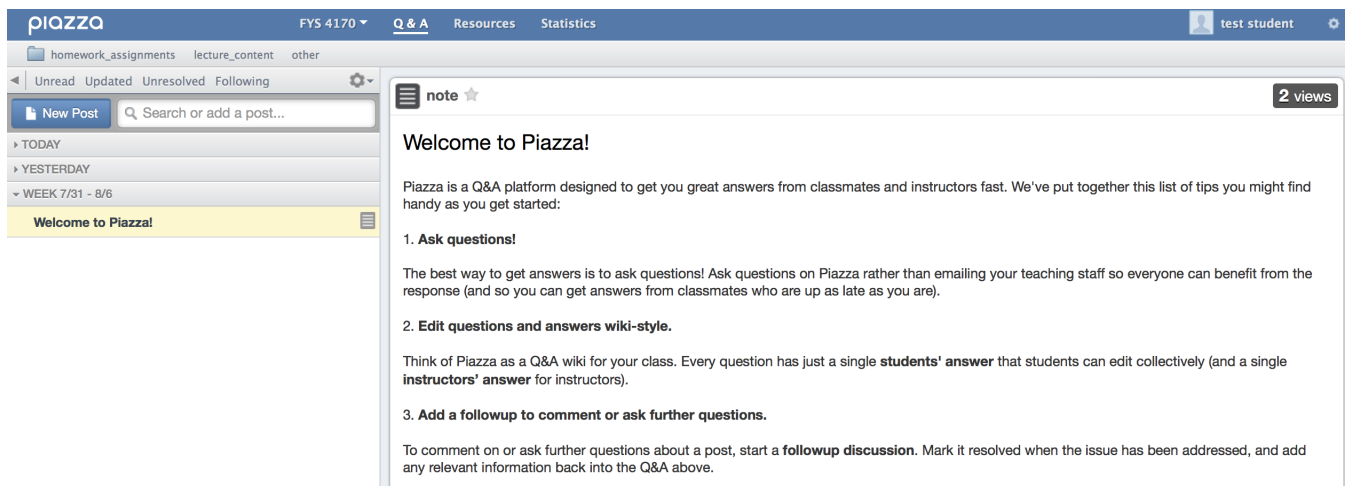 piazza
FYS 4170
Q & A
Resources
Statistics
test student
homework_assignments lecture_content other
Unread Updated Unresolved Following
New Post
Search or add a post...
TODAY
YESTERDAY
WEEK 7/31 - 8/6
Welcome to Piazza!
note
2 views
Welcome to Piazza!
Piazza is a Q&A platform designed to get you great answers from classmates and instructors fast. We've put together this list of tips you might find
handy as you get started:
1. Ask questions!
The best way to get answers is to ask questions! Ask questions on Piazza rather than emailing your teaching staff so everyone can benefit from the
response (and so you can get answers from classmates who are up as late as you are).
2. Edit questions and answers wiki-style.
Think of Piazza as a Q&A wiki for your class. Every question has just a single students' answer that students can edit collectively (and a single
instructors’ answer for instructors).
3. Add a followup to comment or ask further questions.
To comment on or ask further questions about a post, start a followup discussion. Mark it resolved when the issue has been addressed, and add
any relevant information back into the Q&A above.